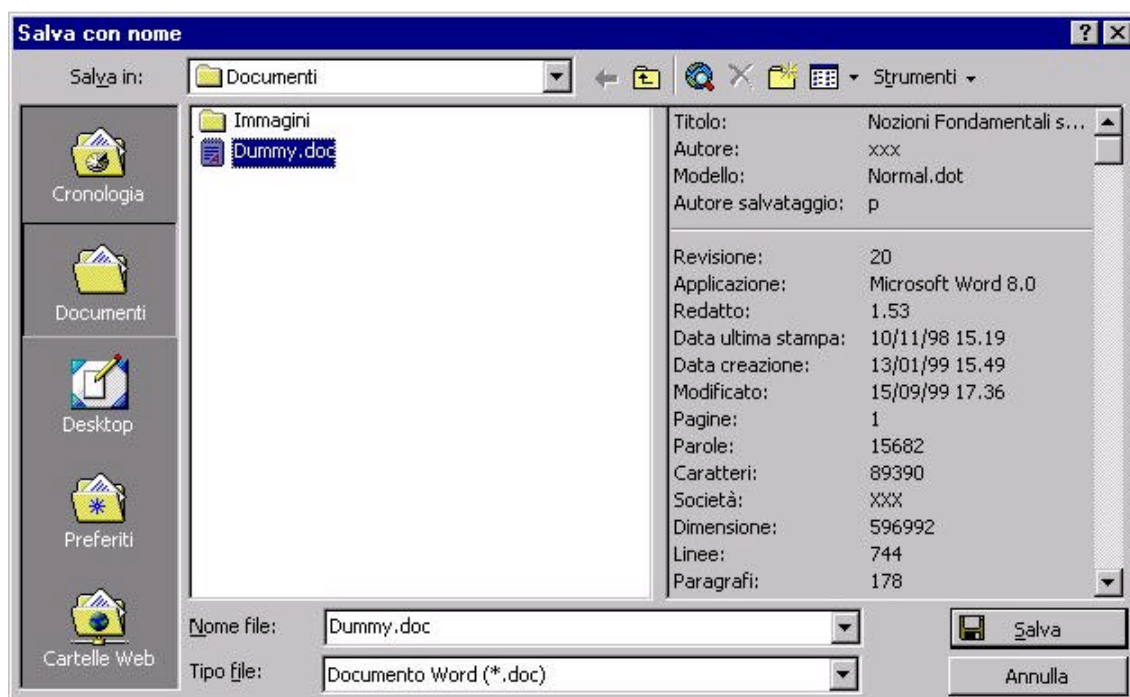 Salva con nome
Salva in: Documenti Strumenti
Cronologia
Documenti
Desktop
Preferiti
Cartelle Web
Immagini
Dummy.doc
Titolo: Nozioni Fondamentali s...
Autore: xxx
Modello: Normal.dot
Autore salvataggio: p
Revisione: 20
Applicazione: Microsoft Word 8.0
Redatto: 1.53
Data ultima stampa: 10/11/98 15.19
Data creazione: 13/01/99 15.49
Modificato: 15/09/99 17.36
Pagine: 1
Parole: 15682
Caratteri: 89390
Società: XXX
Dimensione: 596992
Linee: 744
Paragrafi: 178
Nome file: Dummy.doc Salva
Tipo file: Documento Word (*.doc) Annulla